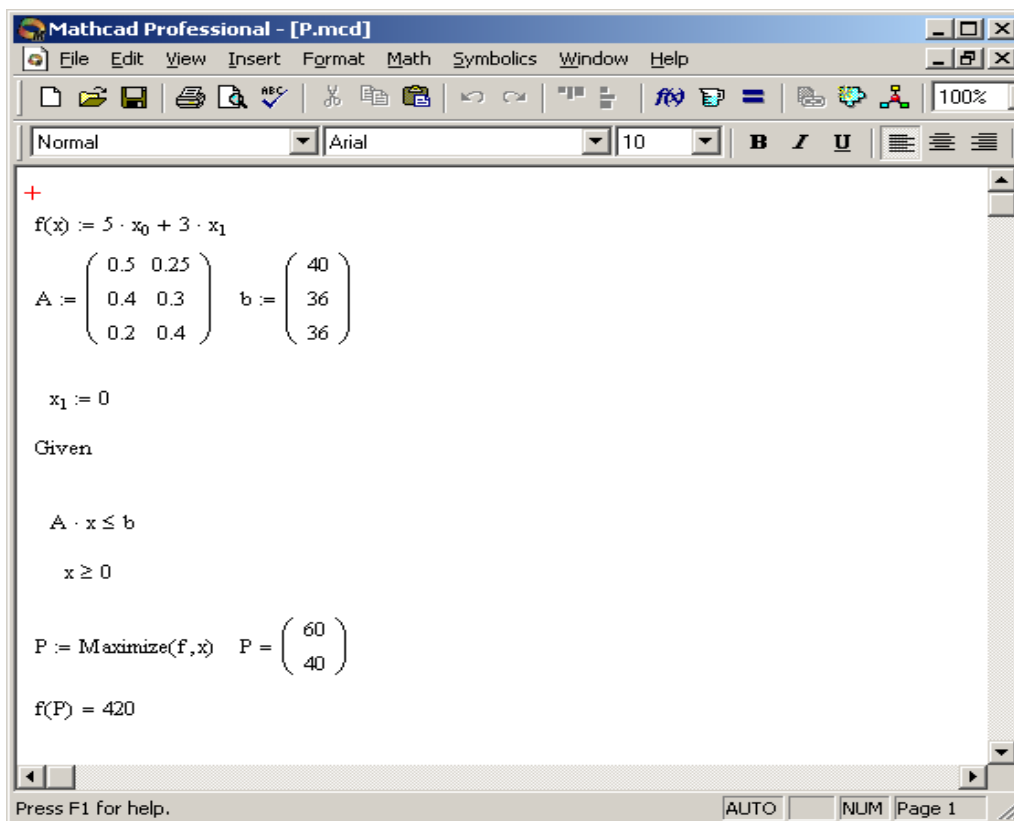 Mathcad Professional - [P.mcd]
File Edit View Insert Format Math Symbolics Window Help
ABC f(x) = 100%
Normal Arial 10 B I U
+
f(x) := 5 · x₀ + 3 · x₁
A := ( 0.5 0.25 ) b := ( 40 )
0.4 0.3 36
0.2 0.4 36
x₁ := 0
Given
A · x ≤ b
x ≥ 0
P := Maximize(f,x) P = ( 60 )
40
f(P) = 420
Press F1 for help. AUTO NUM Page 1